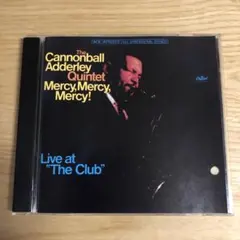 The
Cannonball
Adderley
Quintet
Mercy, Mercy,
Mercy!
Live at
"The Club"